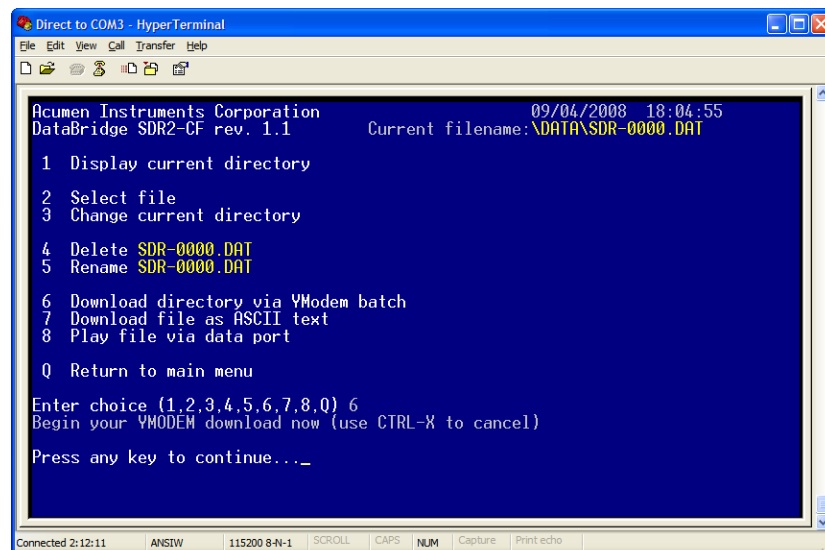 Direct to COM3 - HyperTerminal
File Edit View Call Transfer Help
Acumen Instruments Corporation 09/04/2008 18:04:55
DataBridge SDR2-CF rev. 1.1 Current filename:\DATA\SDR-0000.DAT
1 Display current directory
2 Select file
3 Change current directory
4 Delete SDR-0000.DAT
5 Rename SDR-0000.DAT
6 Download directory via YModem batch
7 Download file as ASCII text
8 Play file via data port
Q Return to main menu
Enter choice (1,2,3,4,5,6,7,8,Q) 6
Begin your YMODEM download now (use CTRL-X to cancel)
Press any key to continue..._
Connected 2:12:11 ANSIW 115200 8-N-1 SCROLL CAPS NUM Capture Print echo